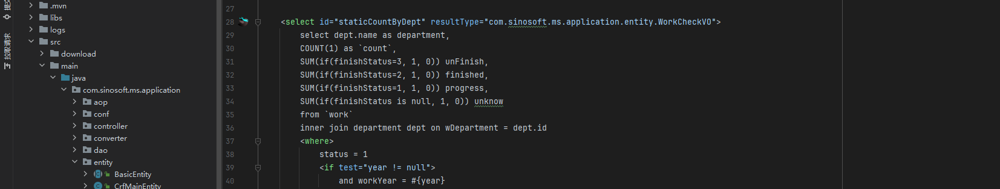 提交
拉取请求
.mvn
libs
logs
src
download
main
java
com.sinosoft.ms.application
aop
conf
controller
converter
dao
entity
BasicEntity
CrfMainEntity
27
28 <select id="staticCountByDept" resultType="com.sinosoft.ms.application.entity.WorkCheckVO">
29 select dept.name as department,
30 COUNT(1) as `count`,
31 SUM(if(finishStatus=3, 1, 0)) unFinish,
32 SUM(if(finishStatus=2, 1, 0)) finished,
33 SUM(if(finishStatus=1, 1, 0)) progress,
34 SUM(if(finishStatus is null, 1, 0)) unknow
35 from `work`
36 inner join department dept on wDepartment = dept.id
37 <where>
38 status = 1
39 <if test="year != null">
40 and workYear = #{year}